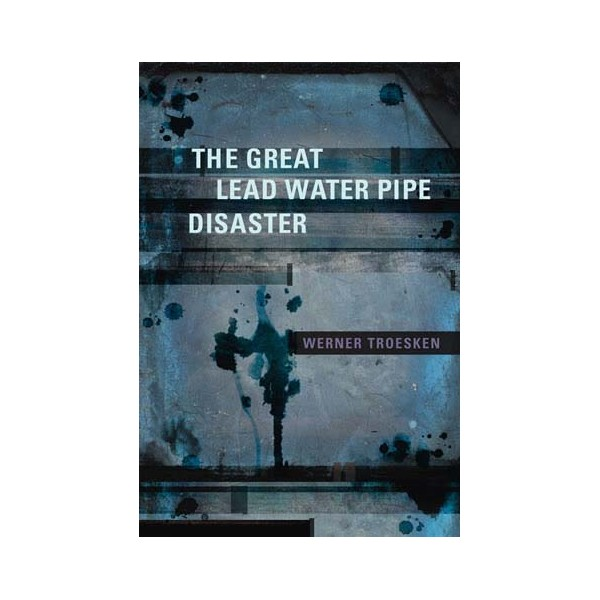 THE GREAT
LEAD WATER PIPE
DISASTER
WERNER TROESKEN